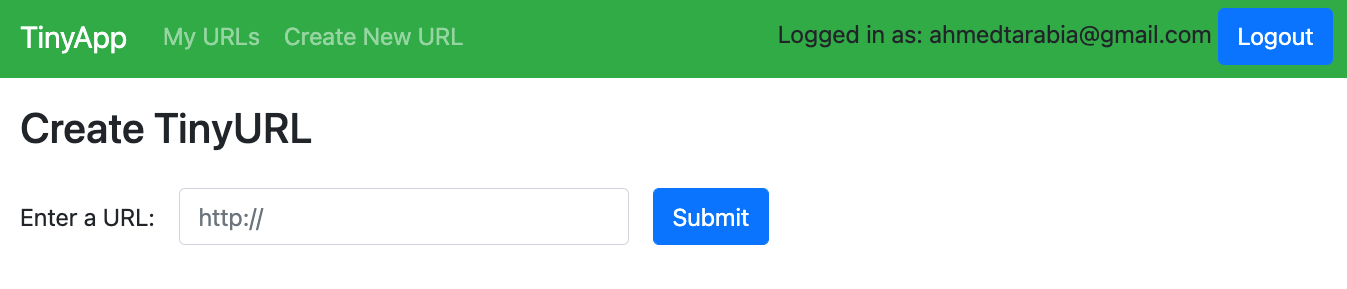 TinyApp My URLs Create New URL Logged in as: ahmedtarabia@gmail.com Logout
Create TinyURL
Enter a URL: http:// Submit